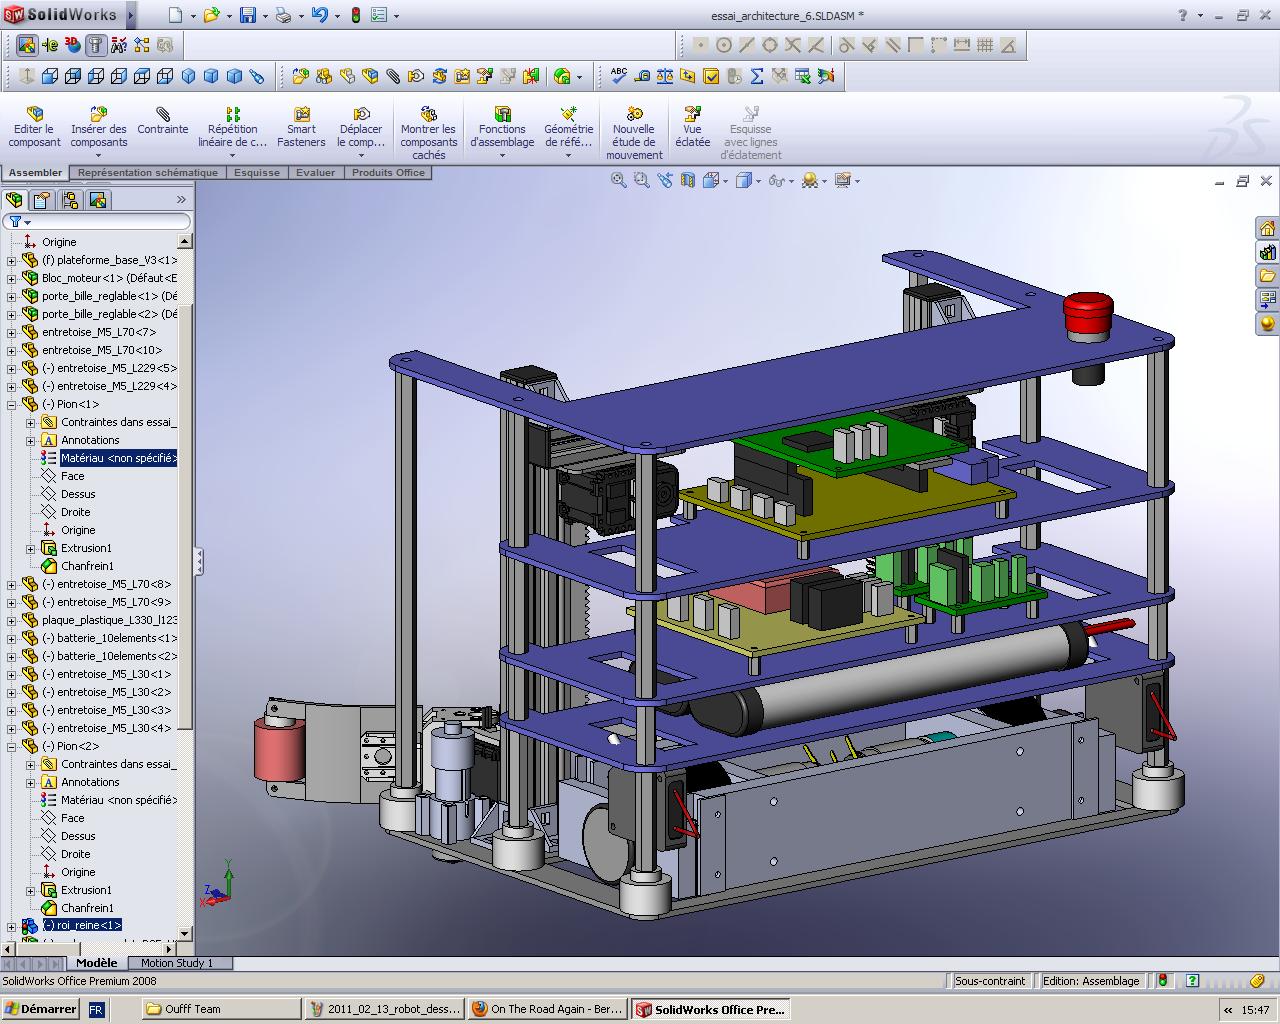 SolidWorks
essai_architecture_6.SLDASM *
?
3D
ABC
Editer le composant
Insérer des composants
Contrainte
Répétition linéaire de c...
Smart Fasteners
Déplacer le comp...
Montrer les composants cachés
Fonctions d'assemblage
Géométrie de réfé...
Nouvelle étude de mouvement
Vue éclatée
Esquisse avec lignes d'éclatement
Assembler
Représentation schématique
Esquisse
Evaluer
Produits Office
Origine
(f) plateforme_base_V3<1>
Bloc_moteur<1> (Défaut<E
porte_bille_reglable<1> (Dé
porte_bille_reglable<2> (Dé
entretoise_M5_L70<7>
entretoise_M5_L70<10>
(-) entretoise_M5_L229<5>
(-) entretoise_M5_L229<4>
(-) Pion<1>
Contraintes dans essai_
Annotations
Matériau <non spécifié>
Face
Dessus
Droite
Origine
Extrusion1
Chanfrein1
(-) entretoise_M5_L70<8>
(-) entretoise_M5_L70<9>
plaque_plastique_L330_l123
(-) batterie_10elements<1>
(-) batterie_10elements<2>
(-) entretoise_M5_L30<1>
(-) entretoise_M5_L30<2>
(-) entretoise_M5_L30<3>
(-) entretoise_M5_L30<4>
(-) Pion<2>
Contraintes dans essai_
Annotations
Matériau <non spécifié>
Face
Dessus
Droite
Origine
Extrusion1
Chanfrein1
(-) roi_reine<1>
Y
Z
X
Modèle
Motion Study 1
SolidWorks Office Premium 2008
Sous-contraint
Edition: Assemblage
?
Démarrer
FR
Oufff Team
2011_02_13_robot_dess...
On The Road Again - Ber...
SolidWorks Office Pre...
«
15:47